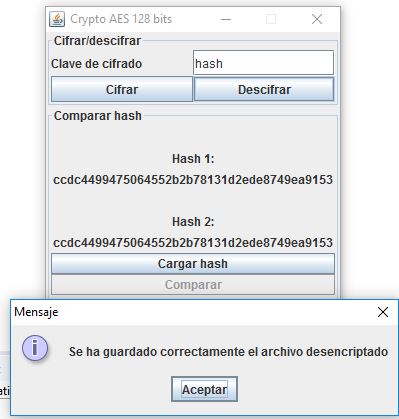 Crypto AES 128 bits
Cifrar/descifrar
Clave de cifrado hash
Cifrar Descifrar
Comparar hash
Hash 1:
ccdc4499475064552b2b78131d2ede8749ea9153
Hash 2:
ccdc4499475064552b2b78131d2ede8749ea9153
Cargar hash
Comparar
Mensaje
Se ha guardado correctamente el archivo desencriptado
Aceptar